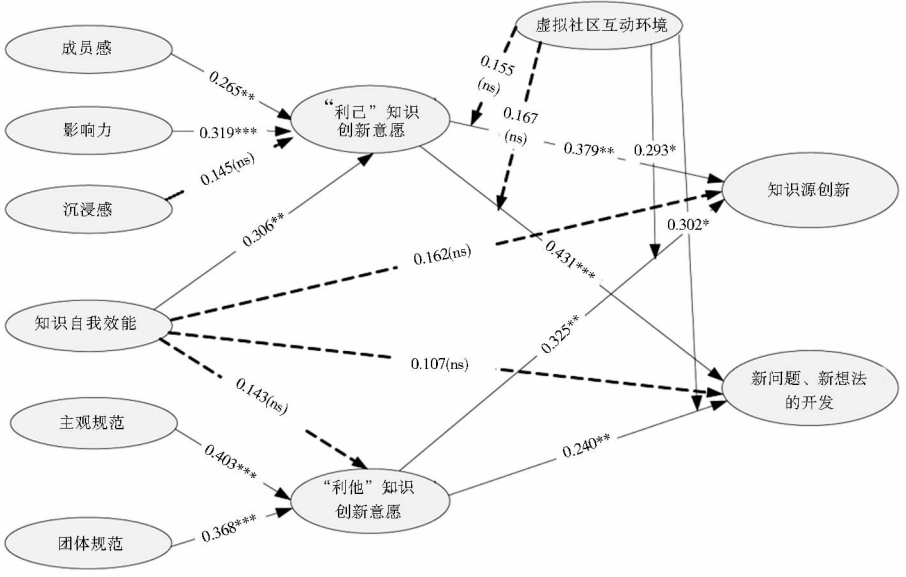 虚拟社区互动环境
成员感
0.155
(ns)
0.265**
“利己”知识
创新意愿
0.167
(ns)
影响力
0.319***
0.379**
0.293*
0.145(ns)
知识源创新
沉浸感
0.306**
0.302*
0.162(ns)
0.431***
知识自我效能
0.325**
0.107(ns)
新问题、新想法
的开发
0.143(ns)
主观规范
0.403***
0.240**
“利他”知识
创新意愿
0.368***
团体规范